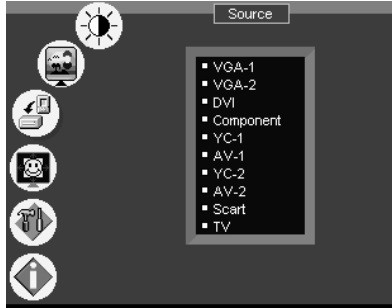 Source
VGA-1
VGA-2
DVI
Component
YC-1
AV-1
YC-2
AV-2
Scart
TV